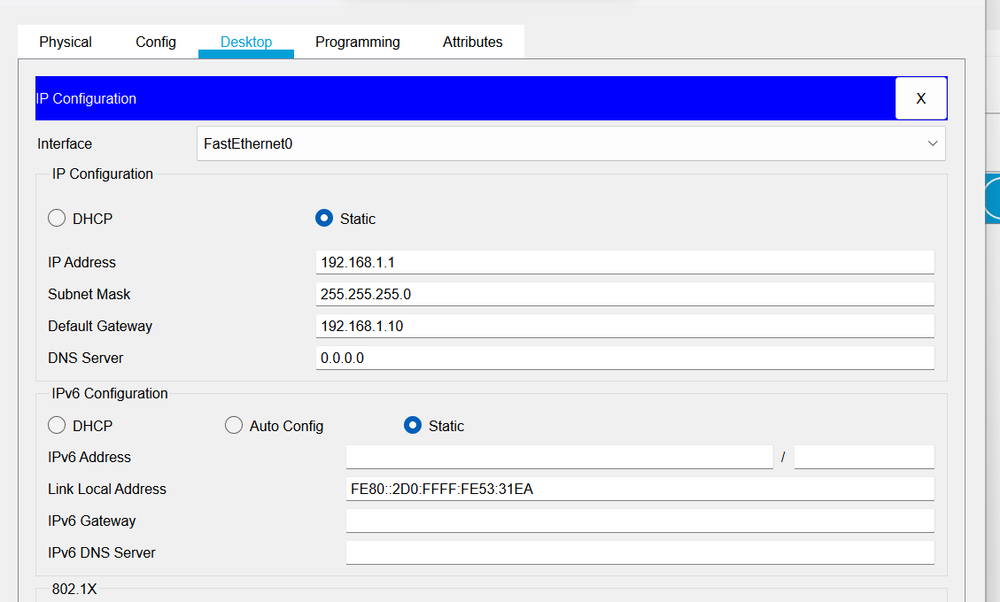 Physical Config Desktop Programming Attributes
IP Configuration X
Interface FastEthernet0
IP Configuration
DHCP Static
IP Address 192.168.1.1
Subnet Mask 255.255.255.0
Default Gateway 192.168.1.10
DNS Server 0.0.0.0
IPv6 Configuration
DHCP Auto Config Static
IPv6 Address /
Link Local Address FE80::2D0:FFFF:FE53:31EA
IPv6 Gateway
IPv6 DNS Server
802.1X